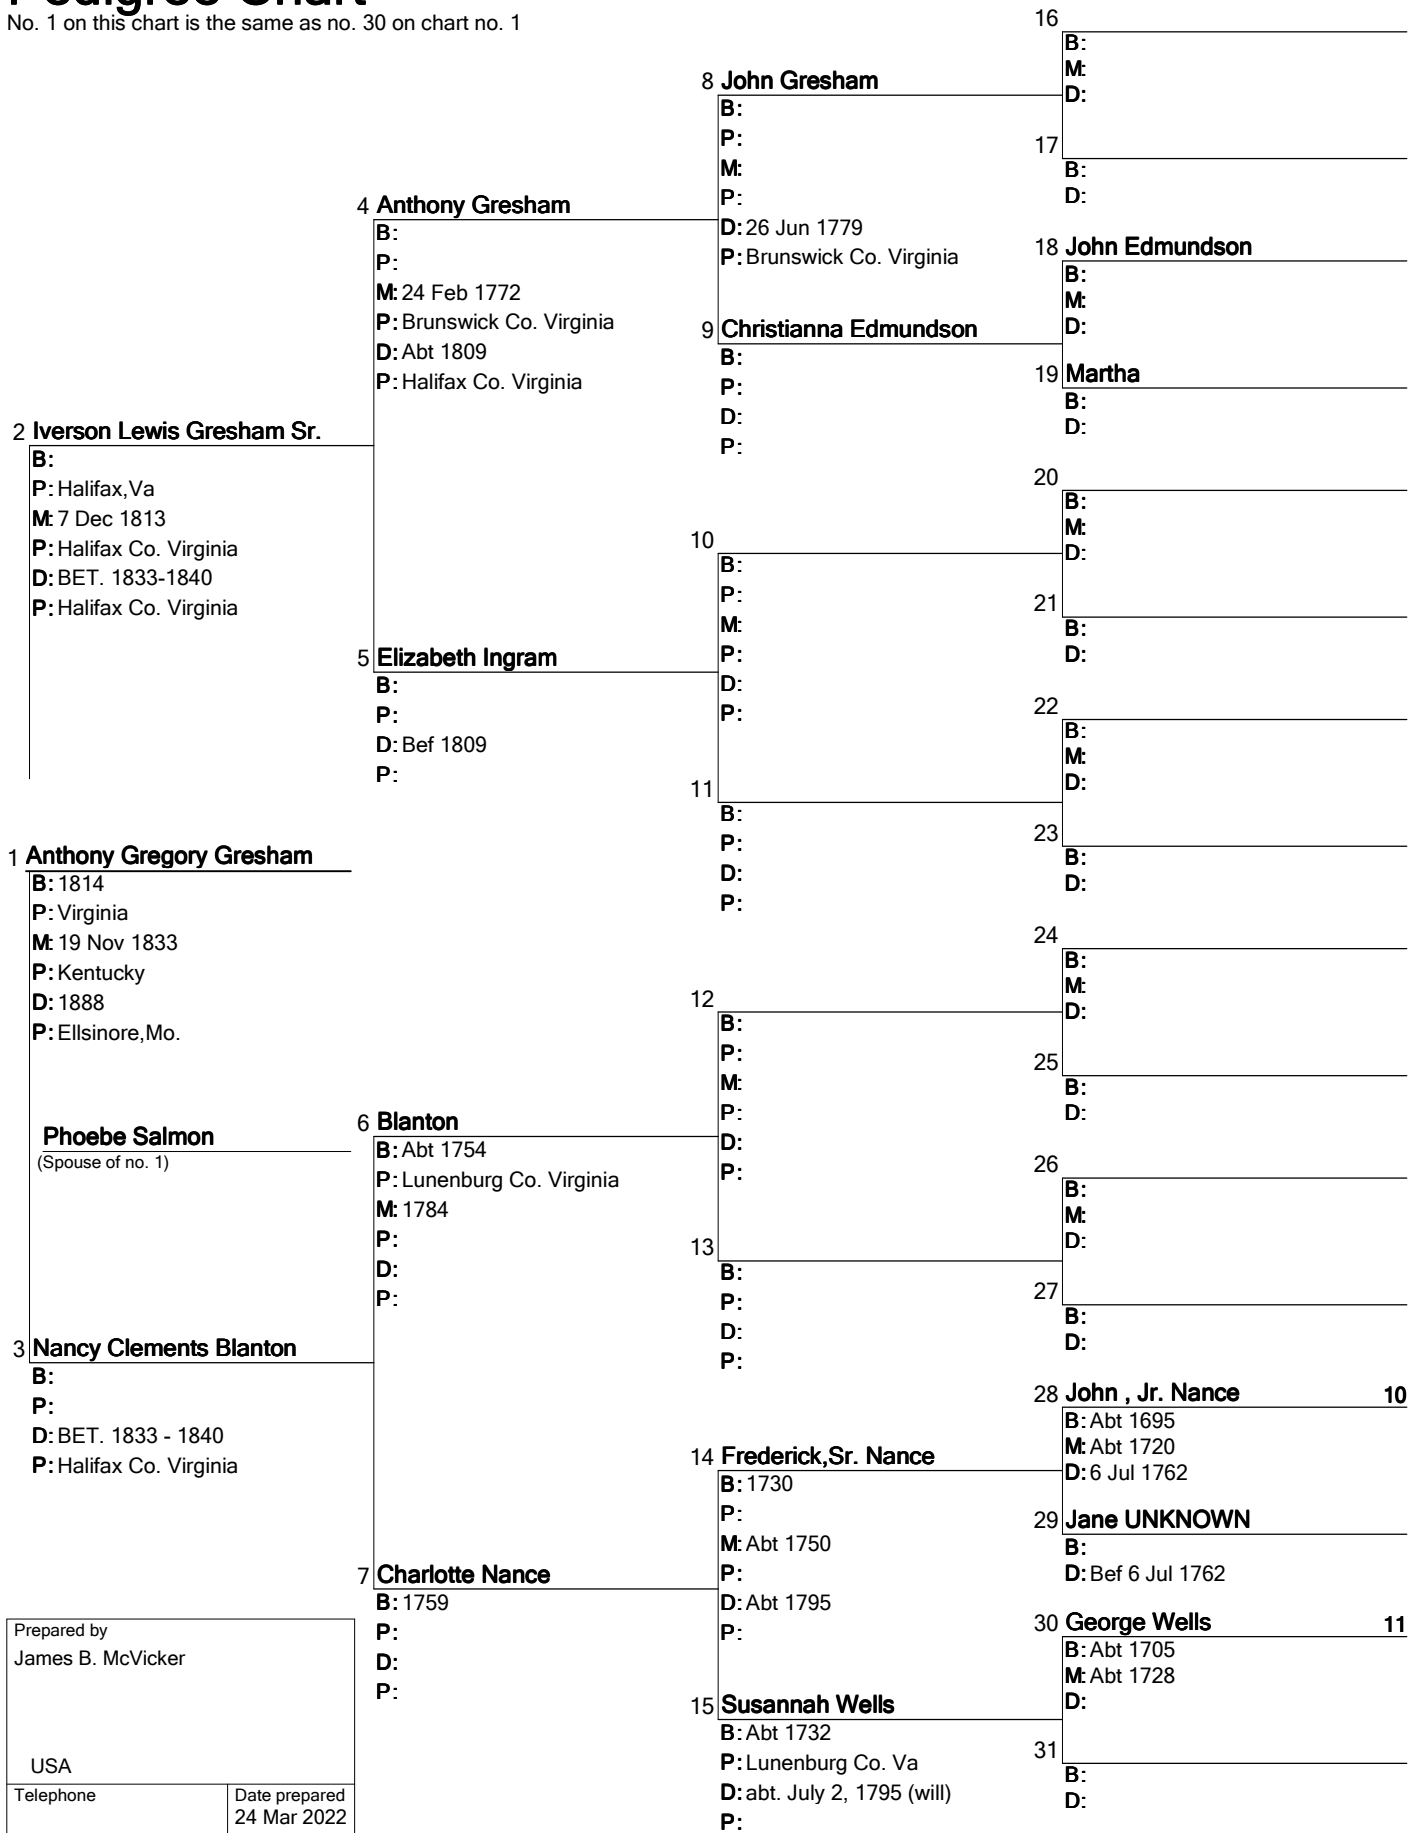 Pedigree Chart
No. 1 on this chart is the same as no. 30 on chart no. 1
16
B:
M:
D:
8 John Gresham
B:
P:
M:
P:
D: 26 Jun 1779
P: Brunswick Co. Virginia
17
B:
D:
4 Anthony Gresham
B:
P:
M: 24 Feb 1772
P: Brunswick Co. Virginia
D: Abt 1809
P: Halifax Co. Virginia
18 John Edmundson
B:
M:
D:
9 Christianna Edmundson
B:
P:
D:
P:
19 Martha
B:
D:
2 Iverson Lewis Gresham Sr.
B:
P: Halifax,Va
M: 7 Dec 1813
P: Halifax Co. Virginia
D: BET. 1833-1840
P: Halifax Co. Virginia
20
B:
M:
D:
10
B:
P:
M:
P:
D:
P:
21
B:
D:
5 Elizabeth Ingram
B:
P:
D: Bef 1809
P:
22
B:
M:
D:
11
B:
P:
D:
P:
23
B:
D:
1 Anthony Gregory Gresham
B: 1814
P: Virginia
M: 19 Nov 1833
P: Kentucky
D: 1888
P: Ellsinore,Mo.
24
B:
M:
D:
12
B:
P:
M:
P:
D:
P:
25
B:
D:
Phoebe Salmon
(Spouse of no. 1)
6 Blanton
B: Abt 1754
P: Lunenburg Co. Virginia
M: 1784
P:
D:
P:
26
B:
M:
D:
13
B:
P:
D:
P:
27
B:
D:
3 Nancy Clements Blanton
B:
P:
D: BET. 1833 - 1840
P: Halifax Co. Virginia
28 John , Jr. Nance 10
B: Abt 1695
M: Abt 1720
D: 6 Jul 1762
14 Frederick,Sr. Nance
B: 1730
P:
M: Abt 1750
P:
D: Abt 1795
P:
29 Jane UNKNOWN
B:
D: Bef 6 Jul 1762
7 Charlotte Nance
B: 1759
P:
D:
P:
30 George Wells 11
B: Abt 1705
M: Abt 1728
D:
15 Susannah Wells
B: Abt 1732
P: Lunenburg Co. Va
D: abt. July 2, 1795 (will)
P:
31
B:
D:
Prepared by
James B. McVicker
USA
Telephone
Date prepared
24 Mar 2022